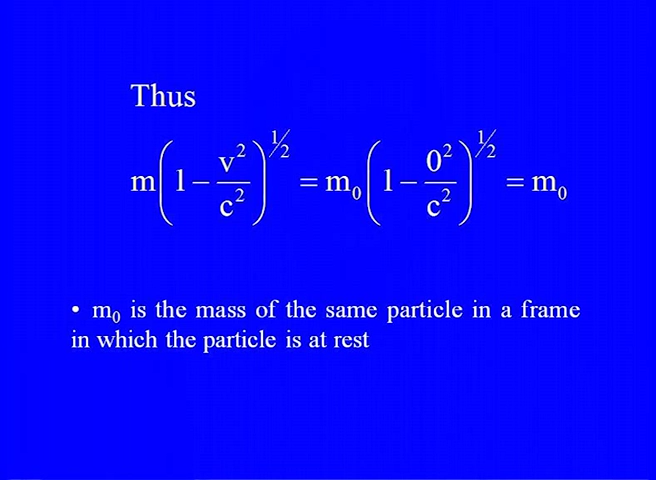 Thus
m(1 − v²/c²)^½ = m₀(1 − 0²/c²)^½ = m₀
• m₀ is the mass of the same particle in a frame
in which the particle is at rest